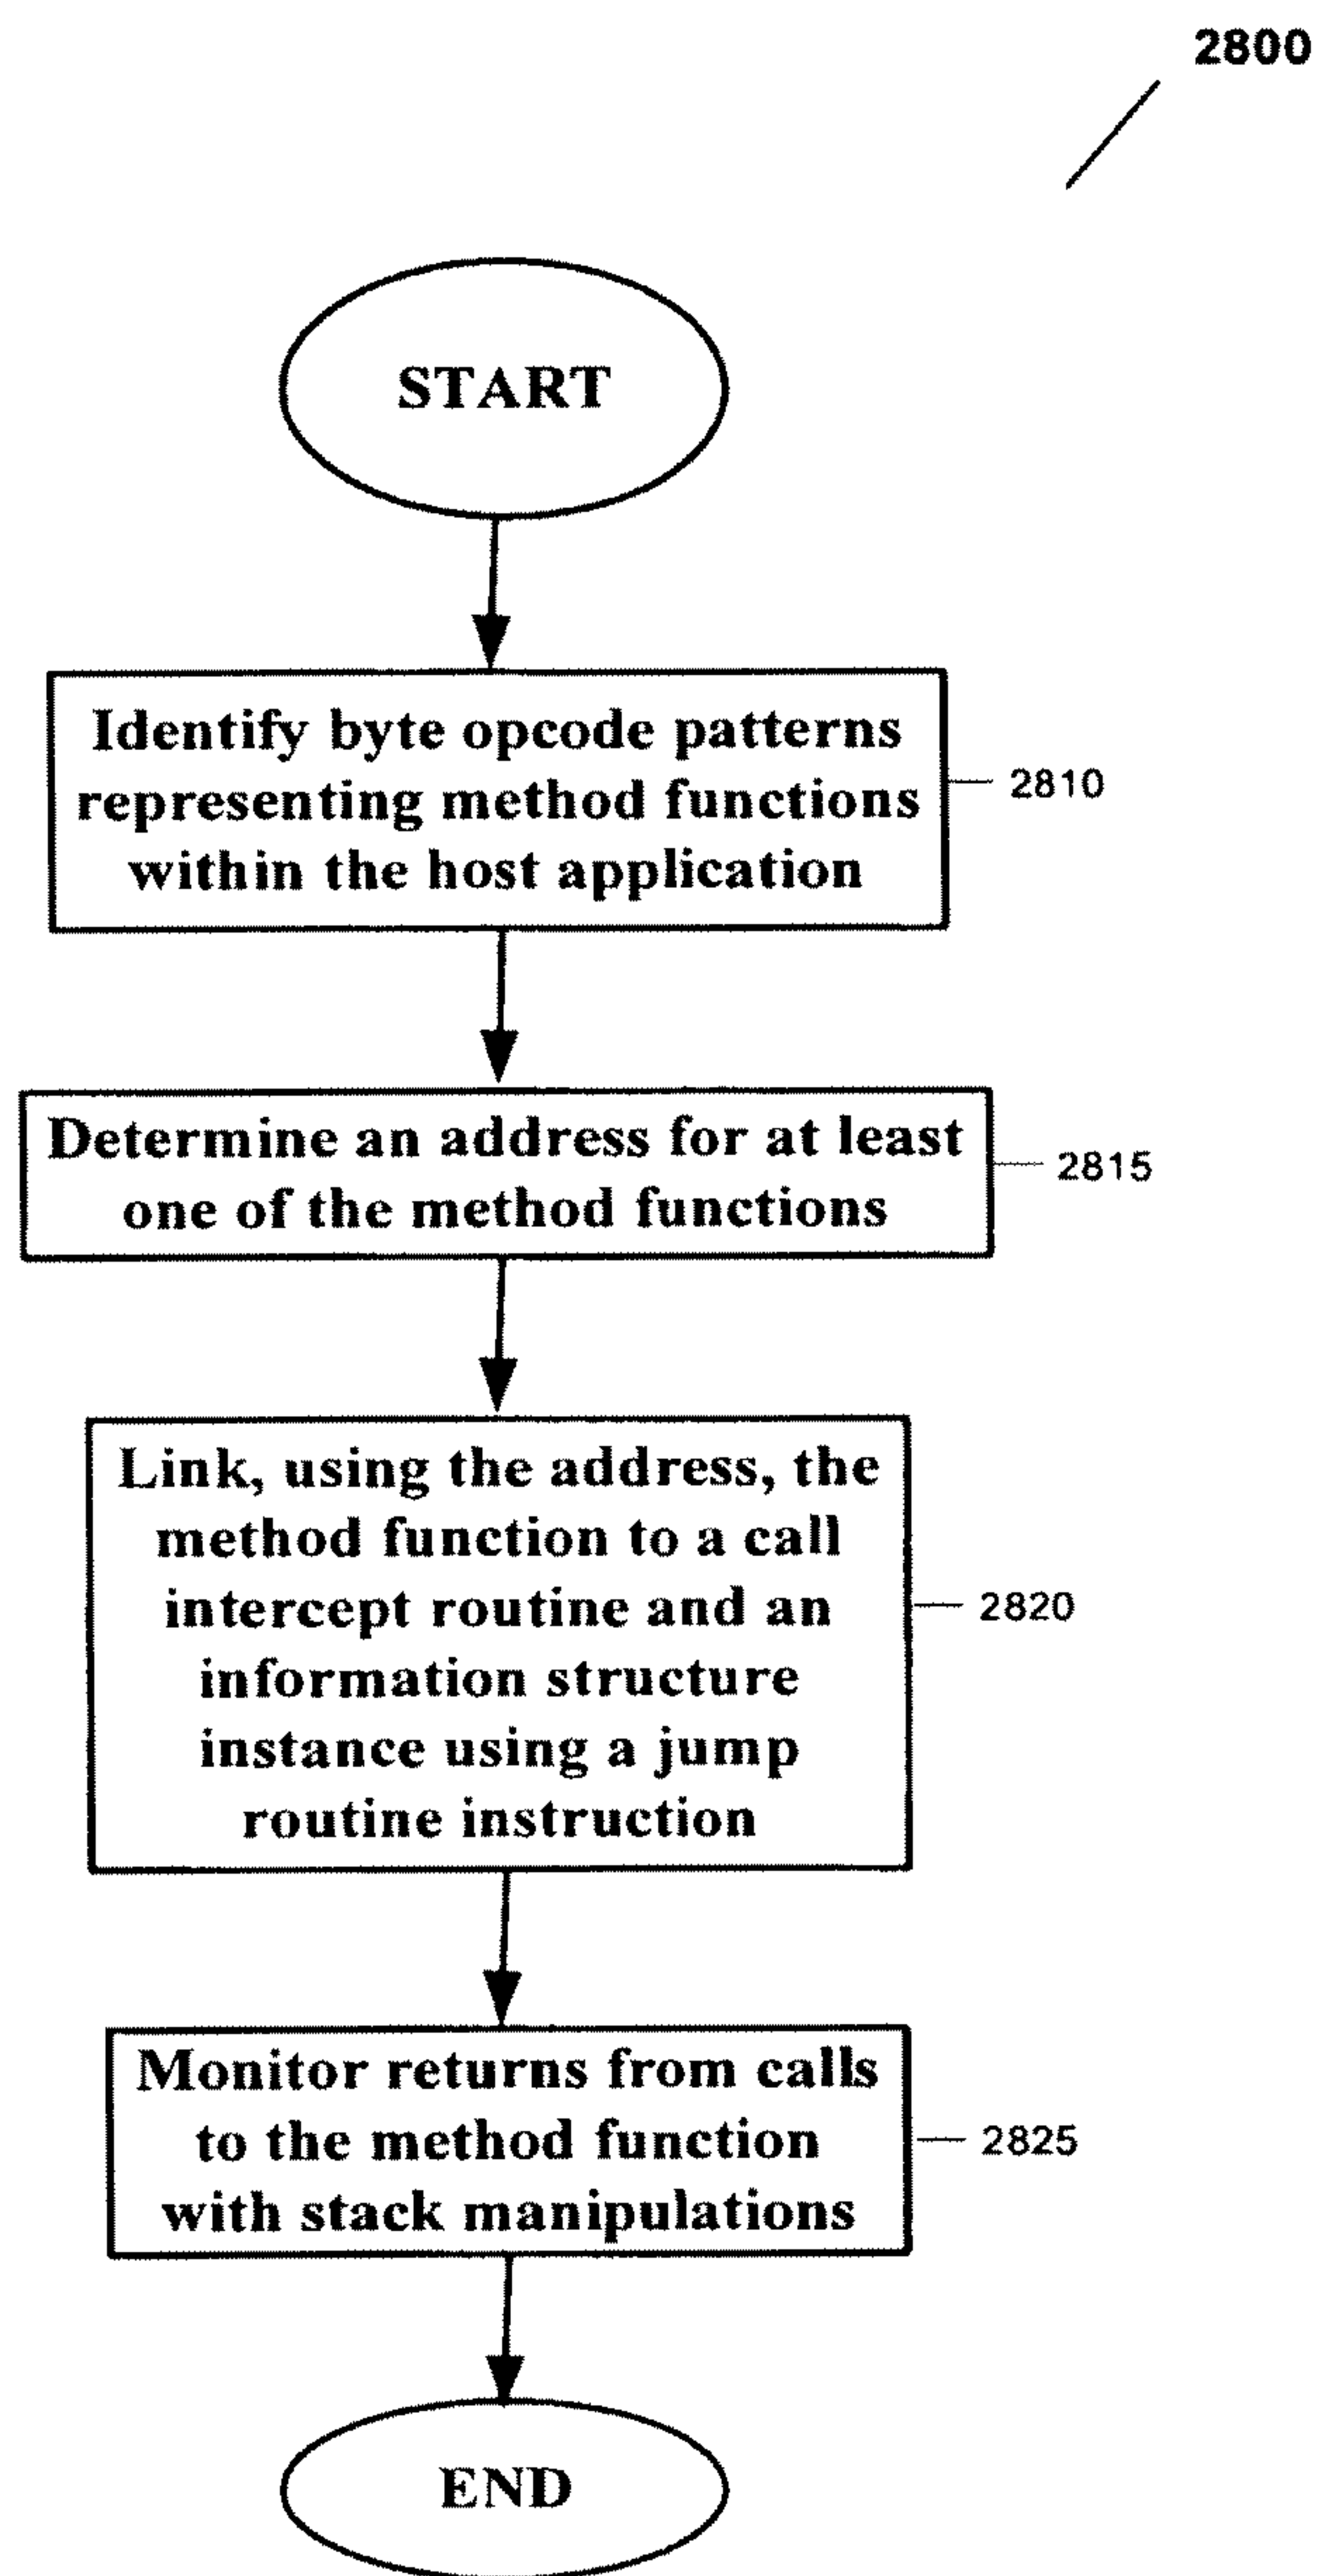 2800
START
Identify byte opcode patterns
representing method functions
within the host application
2810
Determine an address for at least
one of the method functions
2815
Link, using the address, the
method function to a call
intercept routine and an
information structure
instance using a jump
routine instruction
2820
Monitor returns from calls
to the method function
with stack manipulations
2825
END